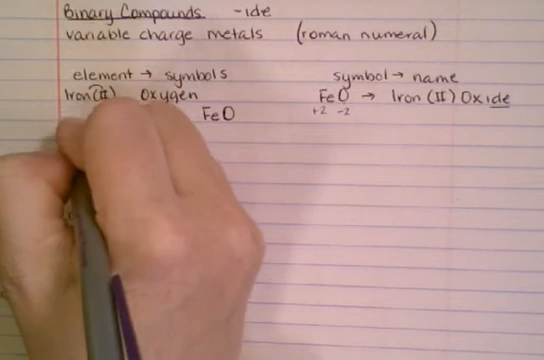 Binary Compounds -ide
variable charge metals (roman numeral)
element → symbols
Iron (II) Oxygen
FeO
symbol → name
FeO → Iron (II) Oxide
+2 -2